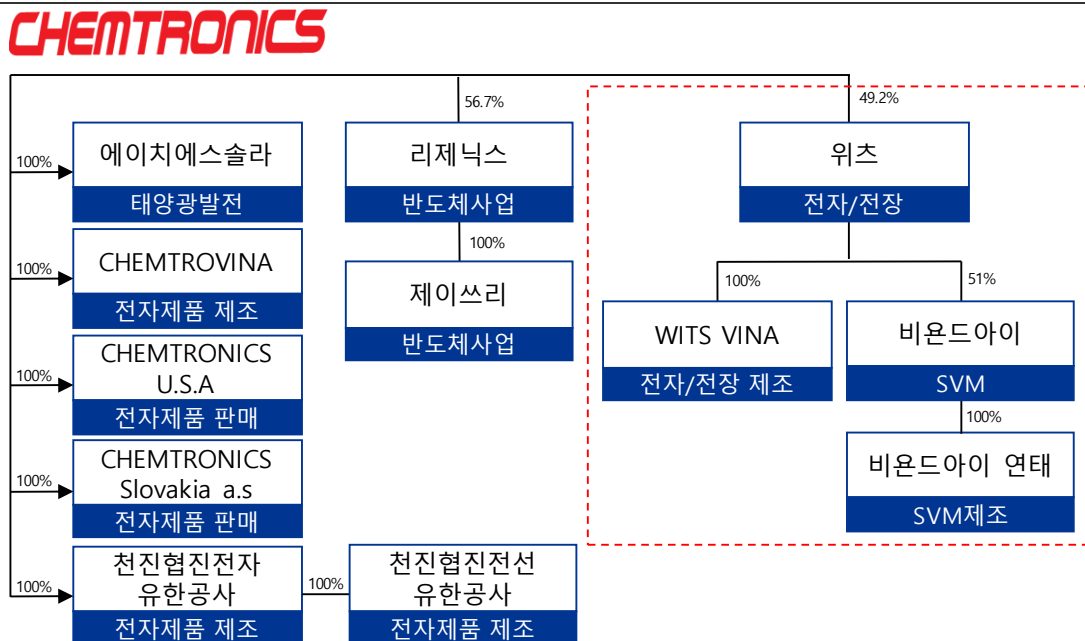 CHEMTRONICS
56.7%
49.2%
100%
에이치에스솔라
태양광발전
리제닉스
반도체사업
위츠
전자/전장
100%
CHEMTROVINA
전자제품 제조
100%
제이쓰리
반도체사업
100%
WITS VINA
전자/전장 제조
51%
비욘드아이
SVM
100%
CHEMTRONICS
U.S.A
전자제품 판매
100%
비욘드아이 연태
SVM제조
100%
CHEMTRONICS
Slovakia a.s
전자제품 판매
100%
천진협진전자
유한공사
전자제품 제조
100%
천진협진전선
유한공사
전자제품 제조